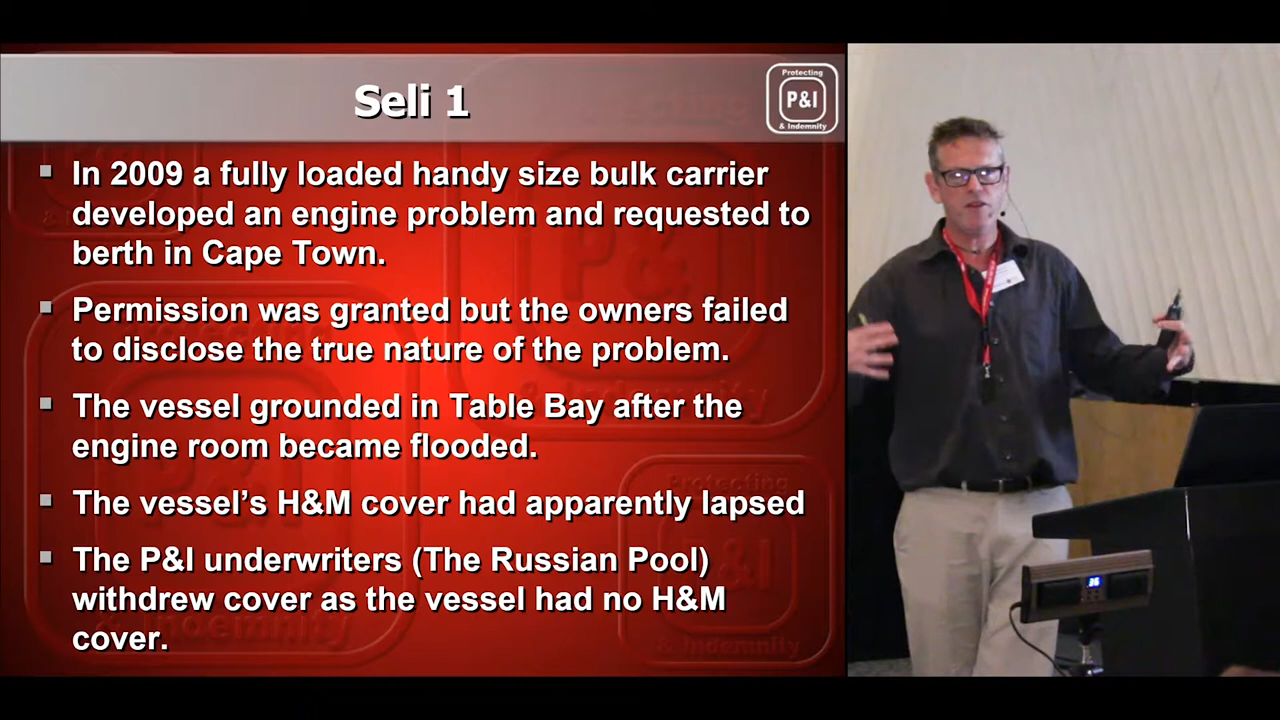 Seli 1
Protecting
P&I
& Indemnity
In 2009 a fully loaded handy size bulk carrier
developed an engine problem and requested to
berth in Cape Town.
Permission was granted but the owners failed
to disclose the true nature of the problem.
The vessel grounded in Table Bay after the
engine room became flooded.
The vessel’s H&M cover had apparently lapsed
The P&I underwriters (The Russian Pool)
withdrew cover as the vessel had no H&M
cover.